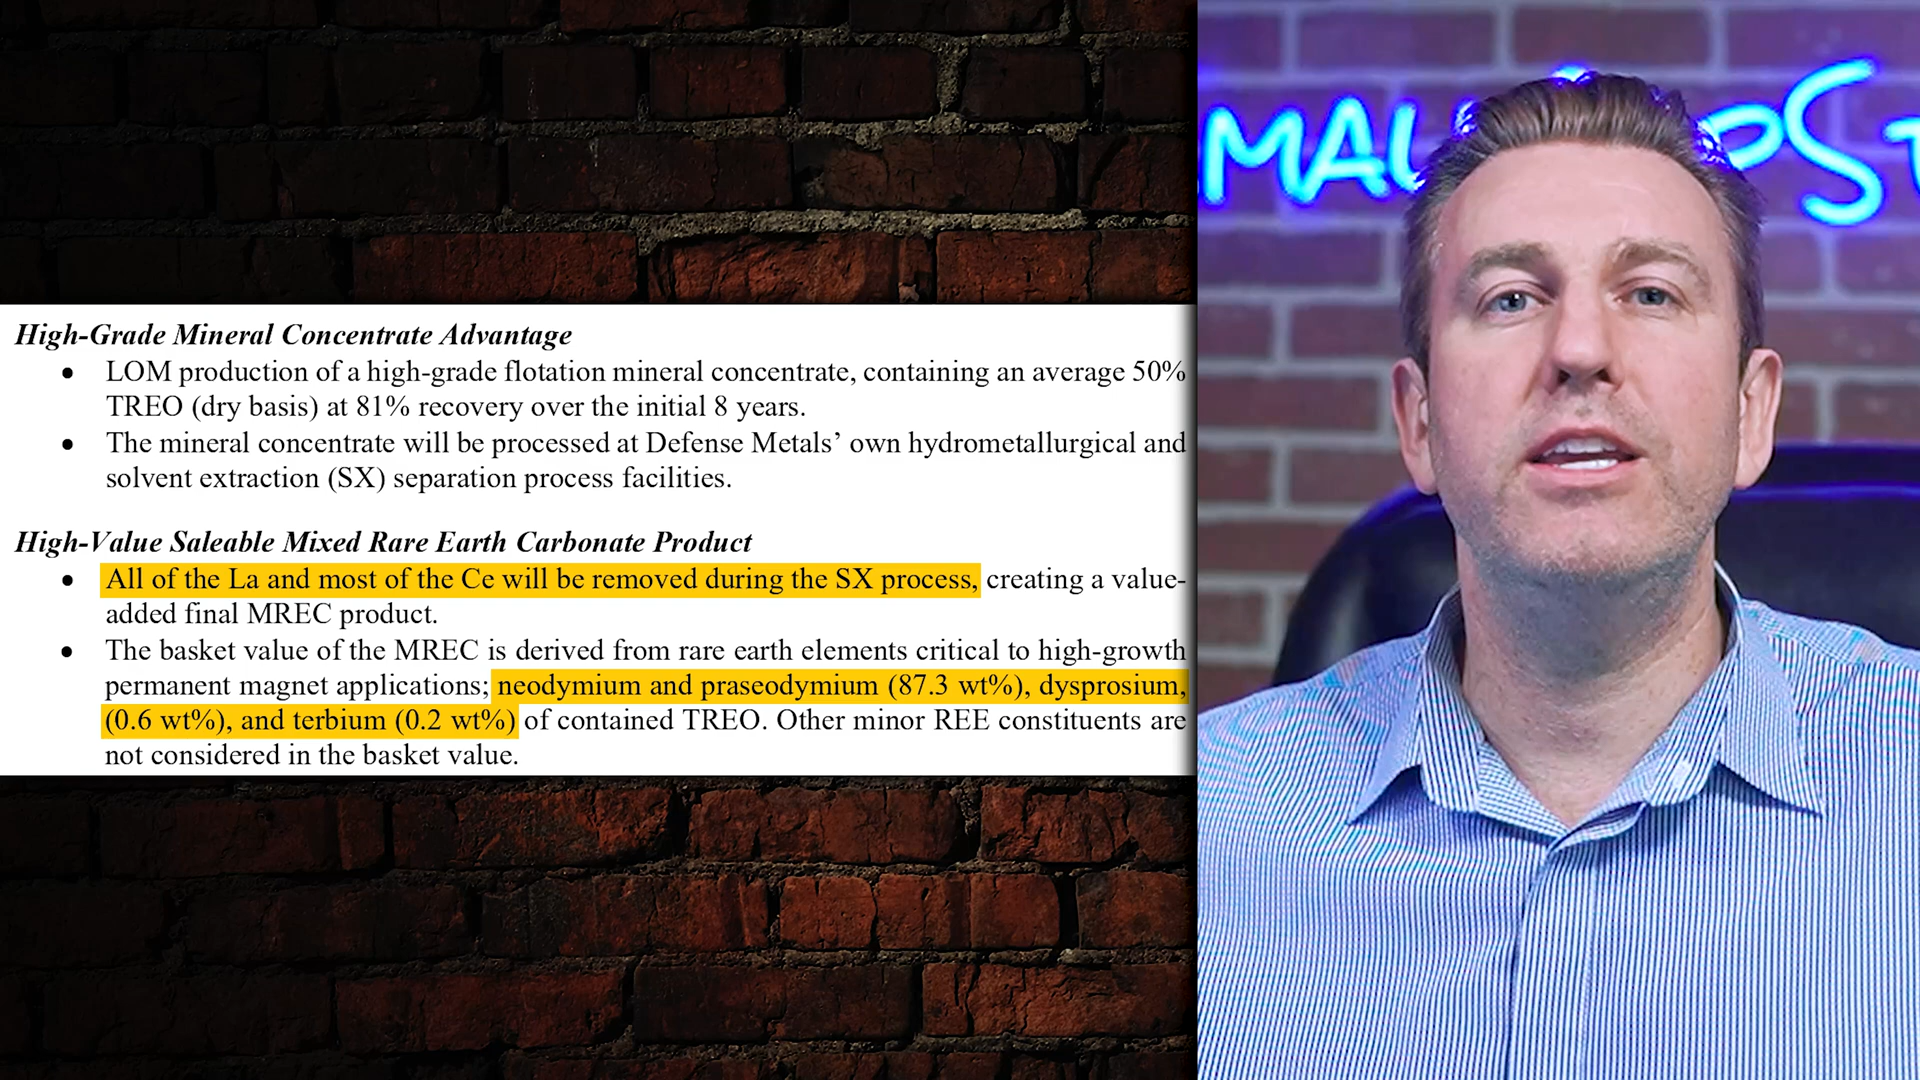 MAL PST
High-Grade Mineral Concentrate Advantage
• LOM production of a high-grade flotation mineral concentrate, containing an average 50%
TREO (dry basis) at 81% recovery over the initial 8 years.
• The mineral concentrate will be processed at Defense Metals’ own hydrometallurgical and
solvent extraction (SX) separation process facilities.
High-Value Saleable Mixed Rare Earth Carbonate Product
• All of the La and most of the Ce will be removed during the SX process, creating a value-
added final MREC product.
• The basket value of the MREC is derived from rare earth elements critical to high-growth
permanent magnet applications; neodymium and praseodymium (87.3 wt%), dysprosium,
(0.6 wt%), and terbium (0.2 wt%) of contained TREO. Other minor REE constituents are
not considered in the basket value.